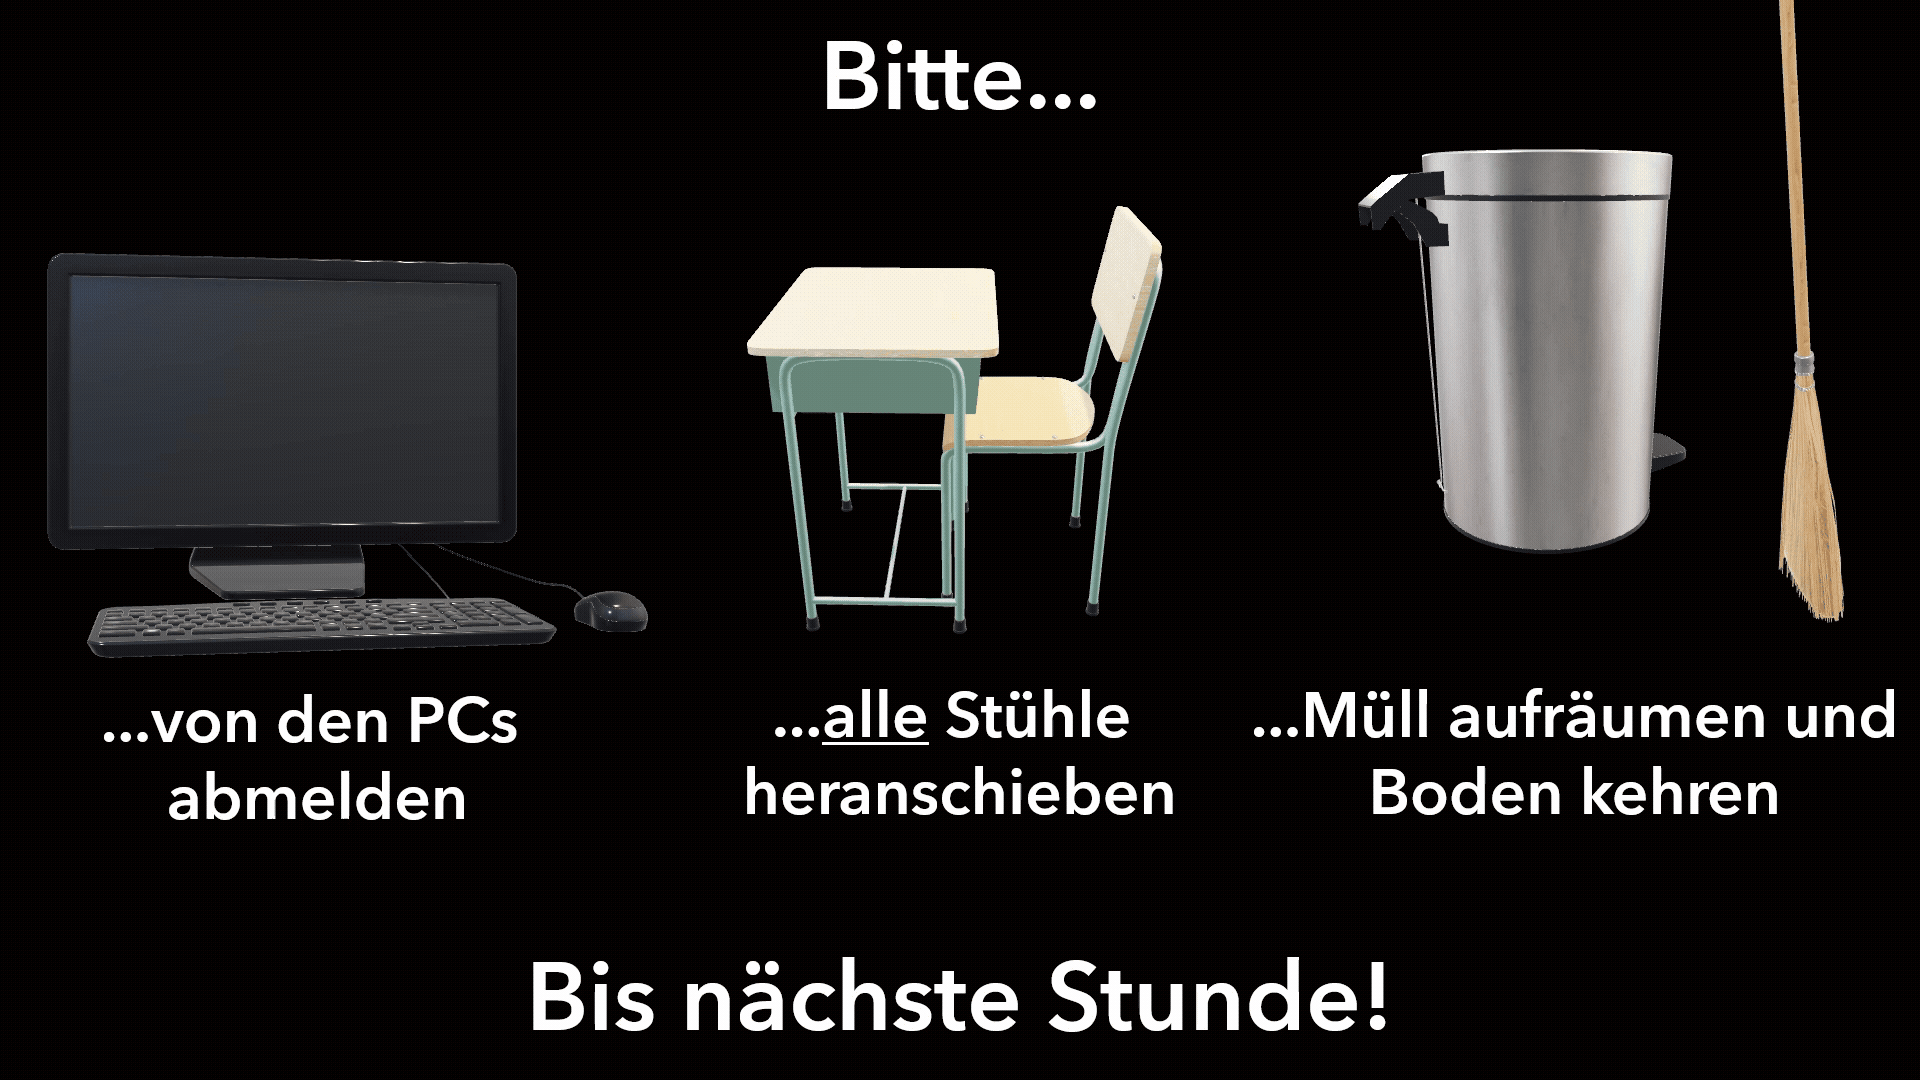 Bitte...
...von den PCs
abmelden
...alle Stühle
heranschieben
...Müll aufräumen und
Boden kehren
Bis nächste Stunde!